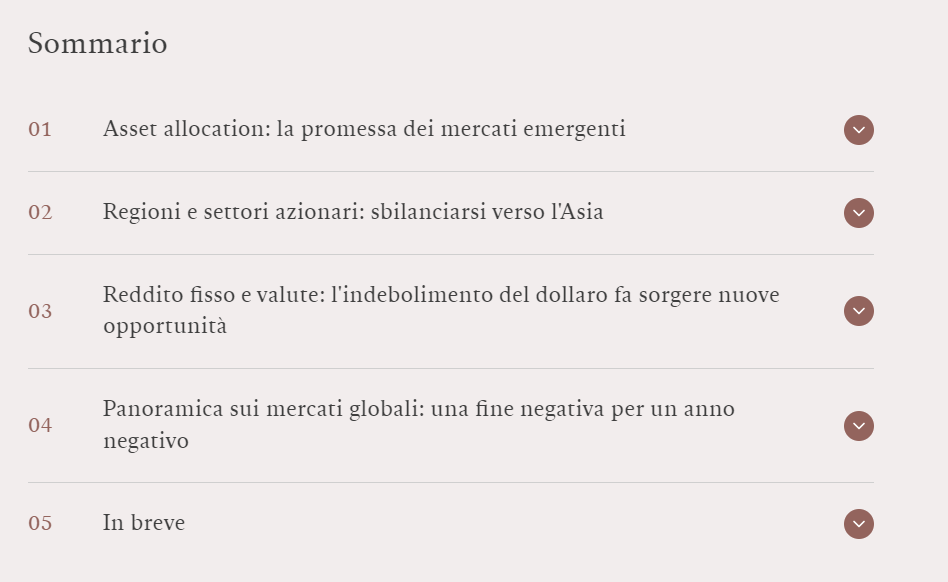 Sommario
01 Asset allocation: la promessa dei mercati emergenti
02 Regioni e settori azionari: sbilanciarsi verso l'Asia
03 Reddito fisso e valute: l'indebolimento del dollaro fa sorgere nuove
opportunità
04 Panoramica sui mercati globali: una fine negativa per un anno
negativo
05 In breve